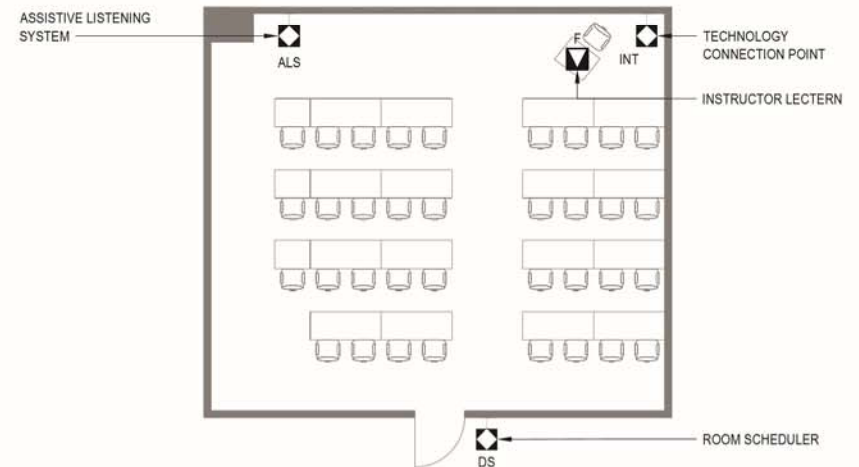 ASSISTIVE LISTENING
SYSTEM
ALS
F
INT
TECHNOLOGY
CONNECTION POINT
INSTRUCTOR LECTERN
ROOM SCHEDULER
DS